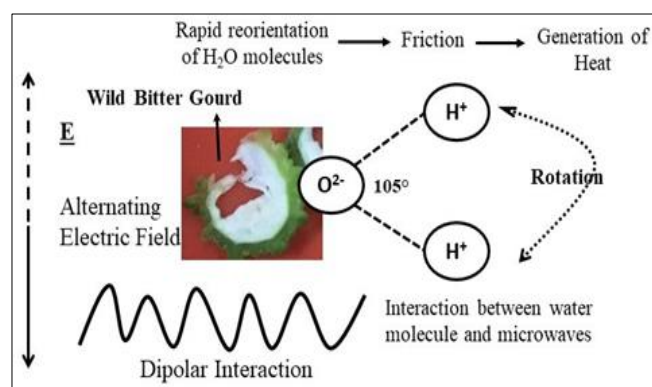 Rapid reorientation
of H₂O molecules
Friction
Generation of
Heat
Wild Bitter Gourd
E
Alternating
Electric Field
O²⁻
105°
H⁺
H⁺
Rotation
Interaction between water
molecule and microwaves
Dipolar Interaction